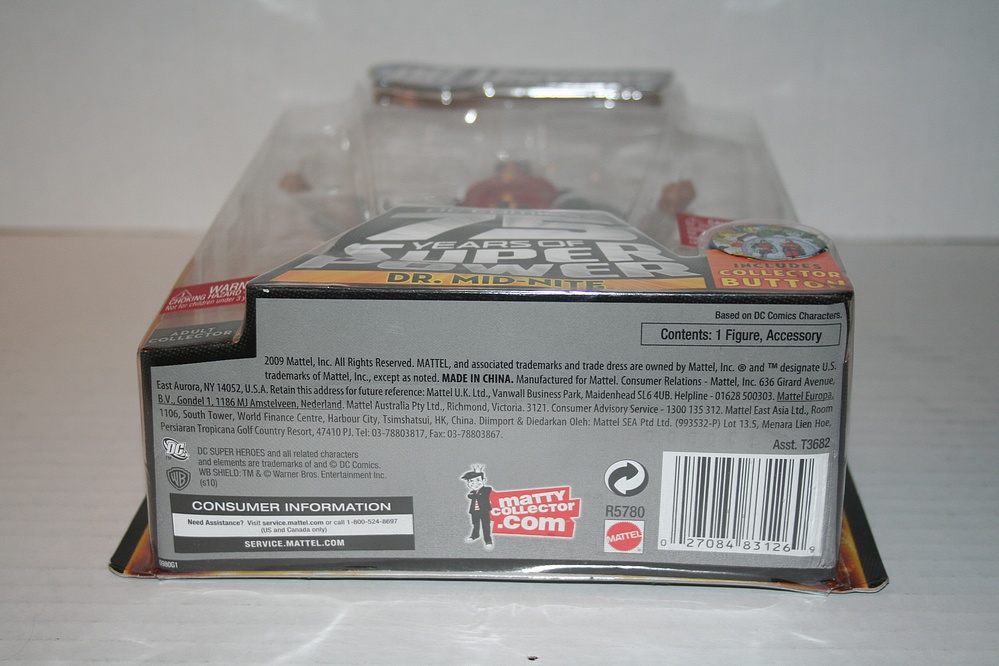 75
YEARS OF
SUPER
POWER
DR. MID-NITE
INCLUDES
COLLECTOR
BUTTON
WARN
CHOKING HAZARD
Not for children under 3 y
ADULT
COLLECTOR
Based on DC Comics Characters.
Contents: 1 Figure, Accessory
2009 Mattel, Inc. All Rights Reserved. MATTEL, and associated trademarks and trade dress are owned by Mattel, Inc. ® and ™ designate U.S.
trademarks of Mattel, Inc., except as noted. MADE IN CHINA. Manufactured for Mattel. Consumer Relations - Mattel, Inc. 636 Girard Avenue,
East Aurora, NY 14052, U.S.A. Retain this address for future reference: Mattel U.K. Ltd., Vanwall Business Park, Maidenhead SL6 4UB. Helpline - 01628 500303. Mattel Europa,
B.V., Gondel 1, 1186 MJ Amstelveen, Nederland. Mattel Australia Pty Ltd., Richmond, Victoria. 3121. Consumer Advisory Service - 1300 135 312. Mattel East Asia Ltd., Room
1106, South Tower, World Finance Centre, Harbour City, Tsimshatsui, HK, China. Diimport & Diedarkan Oleh: Mattel SEA Ptd Ltd. (993532-P) Lot 13.5, Menara Lien Hoe,
Persiaran Tropicana Golf Country Resort, 47410 PJ. Tel: 03-78803817, Fax: 03-78803867.
Asst. T3682
DC
DC SUPER HEROES and all related characters
and elements are trademarks of and © DC Comics.
WB SHIELD: TM & © Warner Bros. Entertainment Inc.
(s10)
WB
CONSUMER INFORMATION
Need Assistance? Visit service.mattel.com or call 1-800-524-8697
(US and Canada only)
SERVICE.MATTEL.COM
matty
COLLECTOR
.com
R5780
MATTEL
0 27084 83126 9